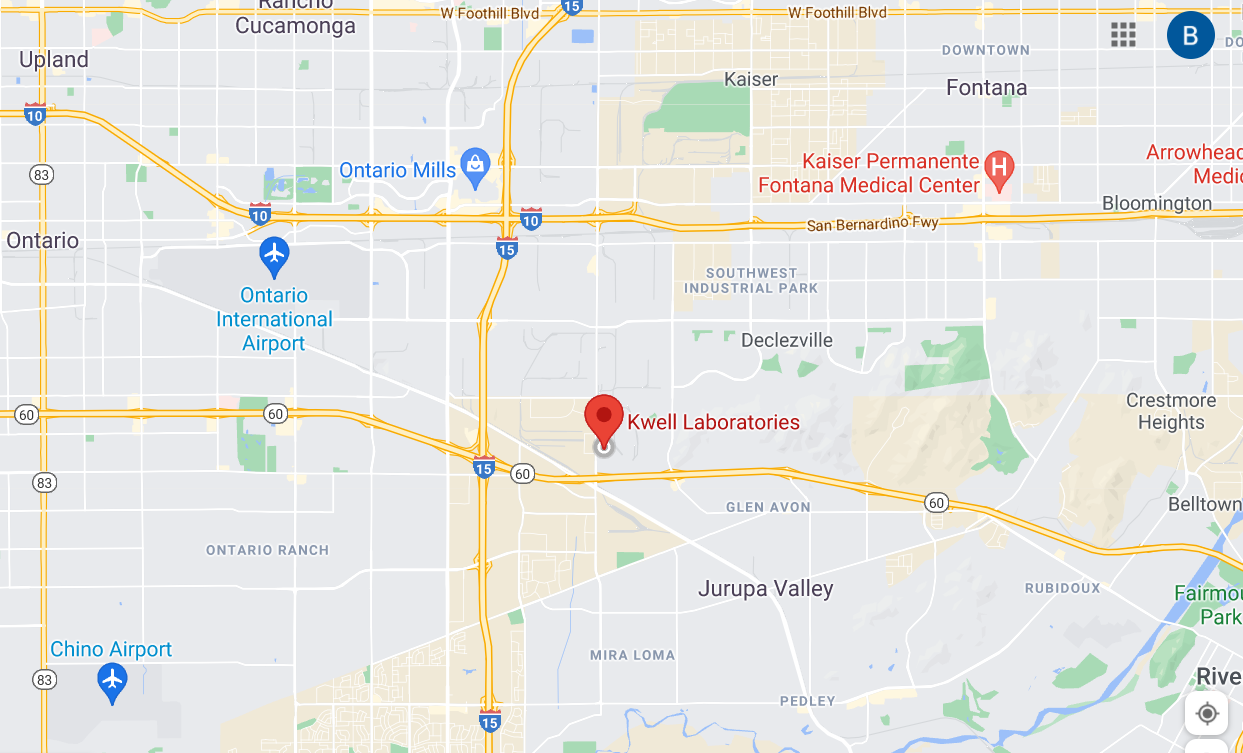 Rancho
Cucamonga
W Foothill Blvd
15
W Foothill Blvd
B
DOWNTOWN
Upland
Kaiser
Fontana
10
83
Ontario Mills
Kaiser Permanente
Fontana Medical Center
H
Arrowhead
Medic
Bloomington
10
10
San Bernardino Fwy
Ontario
15
SOUTHWEST
INDUSTRIAL PARK
Ontario
International
Airport
Declezville
60
60
Kwell Laboratories
Crestmore
Heights
15
60
83
GLEN AVON
60
Belltown
ONTARIO RANCH
Jurupa Valley
RUBIDOUX
Fairmou
Park
Chino Airport
MIRA LOMA
83
Rive
PEDLEY
15